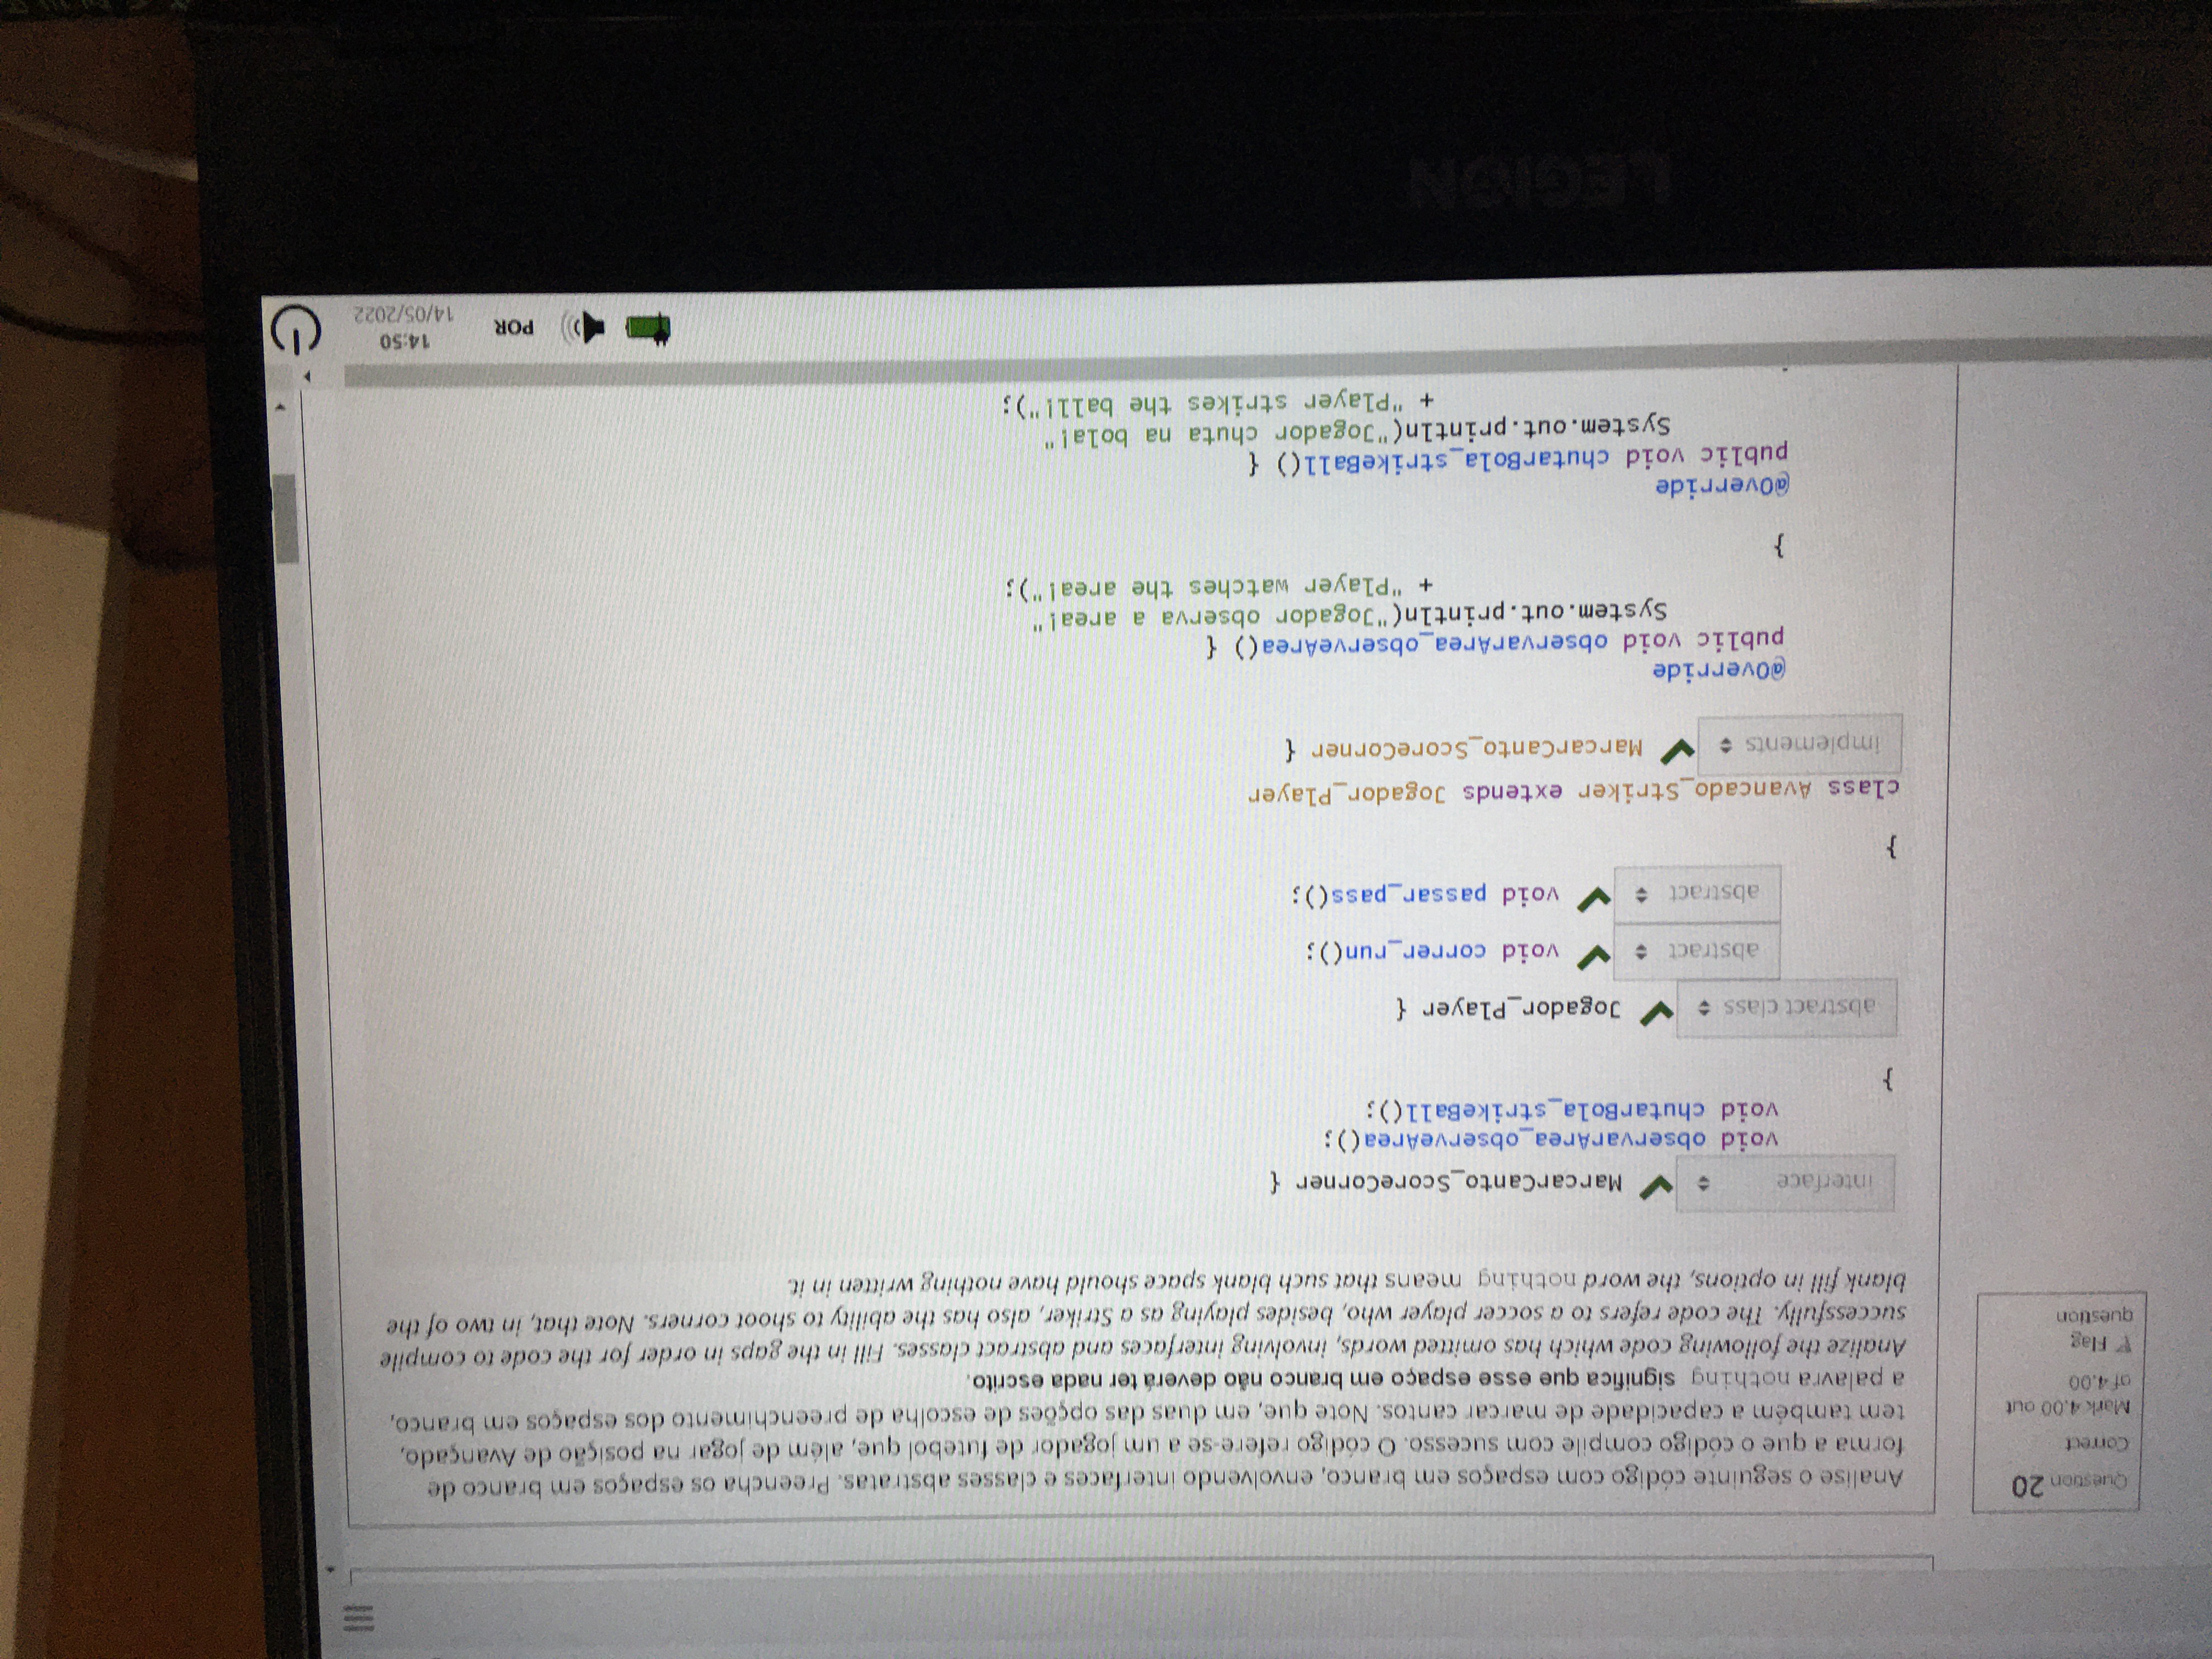 Question 20
Correct
Mark 4.00 out
of 4.00
Flag
question
Analise o seguinte código com espaços em branco, envolvendo interfaces e classes abstratas. Preencha os espaços em branco de
forma a que o código compile com sucesso. O código refere-se a um jogador de futebol que, além de jogar na posição de Avançado,
tem também a capacidade de marcar cantos. Note que, em duas das opções de escolha de preenchimento dos espaços em branco,
a palavra nothing significa que esse espaço em branco não deverá ter nada escrito.
Analize the following code which has omitted words, involving interfaces and abstract classes. Fill in the gaps in order for the code to compile
successfully. The code refers to a soccer player who, besides playing as a Striker, also has the ability to shoot corners. Note that, in two of the
blank fill in options, the word nothing means that such blank space should have nothing written in it.
interface MarcarCanto_ScoreCorner {
void observarArea_observeArea();
void chutarBola_strikeBall();
}
abstract class Jogador_Player {
abstract void correr_run();
abstract void passar_pass();
}
class Avancado_Striker extends Jogador_Player
implements MarcarCanto_ScoreCorner {
@Override
public void observarArea_observeArea() {
System.out.println("Jogador observa a area!"
+ "Player watches the area!");
}
@Override
public void chutarBola_strikeBall() {
System.out.println("Jogador chuta na bola!"
+ "Player strikes the ball!");
POR
14:50
14/05/2022
LEGION